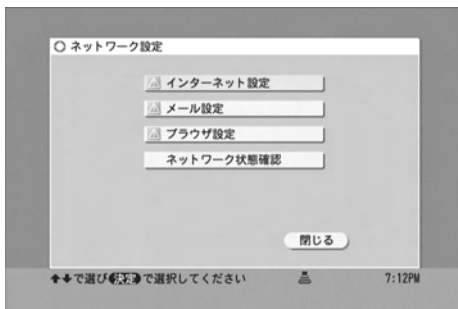 ネットワーク設定
インターネット設定
メール設定
ブラウザ設定
ネットワーク状態確認
閉じる
↑↓で選び決定で選択してください 7:12PM